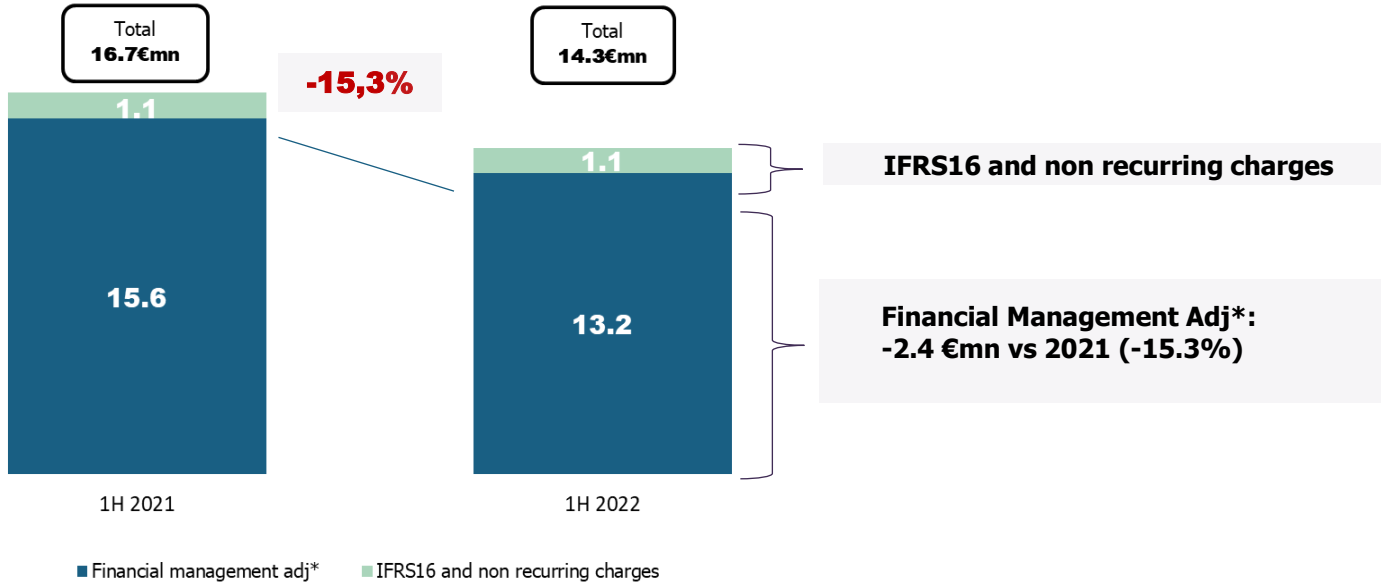 Total
16.7€mn
Total
14.3€mn
-15,3%
1.1
1.1
IFRS16 and non recurring charges
15.6
13.2
Financial Management Adj*:
-2.4 €mn vs 2021 (-15.3%)
1H 2021
1H 2022
Financial management adj*
IFRS16 and non recurring charges